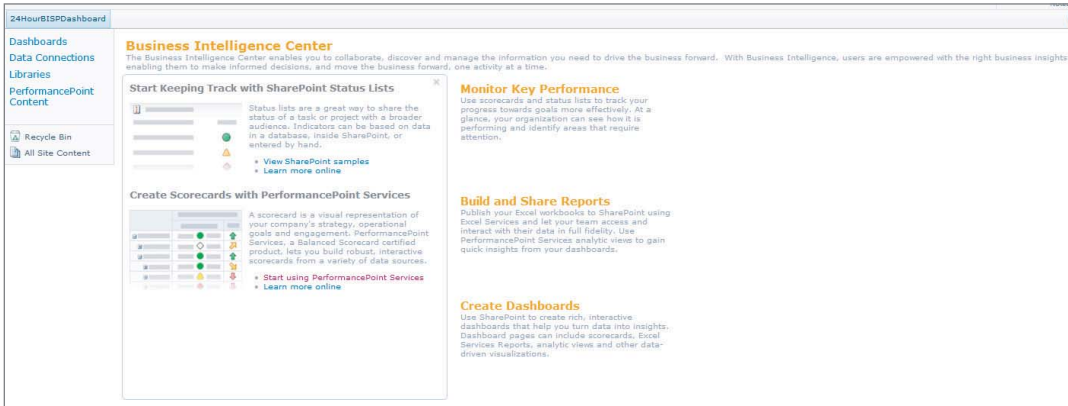 24HourBISPDashboard
Dashboards
Data Connections
Libraries
PerformancePoint
Content
Recycle Bin
All Site Content
Business Intelligence Center
The Business Intelligence Center enables you to collaborate, discover and manage the information you need to drive the business forward. With Business Intelligence, users are empowered with the right business insights
enabling them to make informed decisions, and move the business forward, one activity at a time.
Start Keeping Track with SharePoint Status Lists
Status lists are a great way to share the
status of a task or project with a broader
audience. Indicators can be based on data
in a database, inside SharePoint, or
entered by hand.
View SharePoint samples
Learn more online
Create Scorecards with PerformancePoint Services
A scorecard is a visual representation of
your company's strategy, operational
goals and engagement. PerformancePoint
Services, a Balanced Scorecard certified
product, lets you build robust, interactive
scorecards from a variety of data sources.
Start using PerformancePoint Services
Learn more online
Monitor Key Performance
Use scorecards and status lists to track your
progress towards goals more effectively. At a
glance, your organization can see how it is
performing and identify areas that require
attention.
Build and Share Reports
Publish your Excel workbooks to SharePoint using
Excel Services and let your team access and
interact with their data in full fidelity. Use
PerformancePoint Services analytic views to gain
quick insights from your dashboards.
Create Dashboards
Use SharePoint to create rich, interactive
dashboards that help you turn data into insights.
Dashboard pages can include scorecards, Excel
Services Reports, analytic views and other data-
driven visualizations.